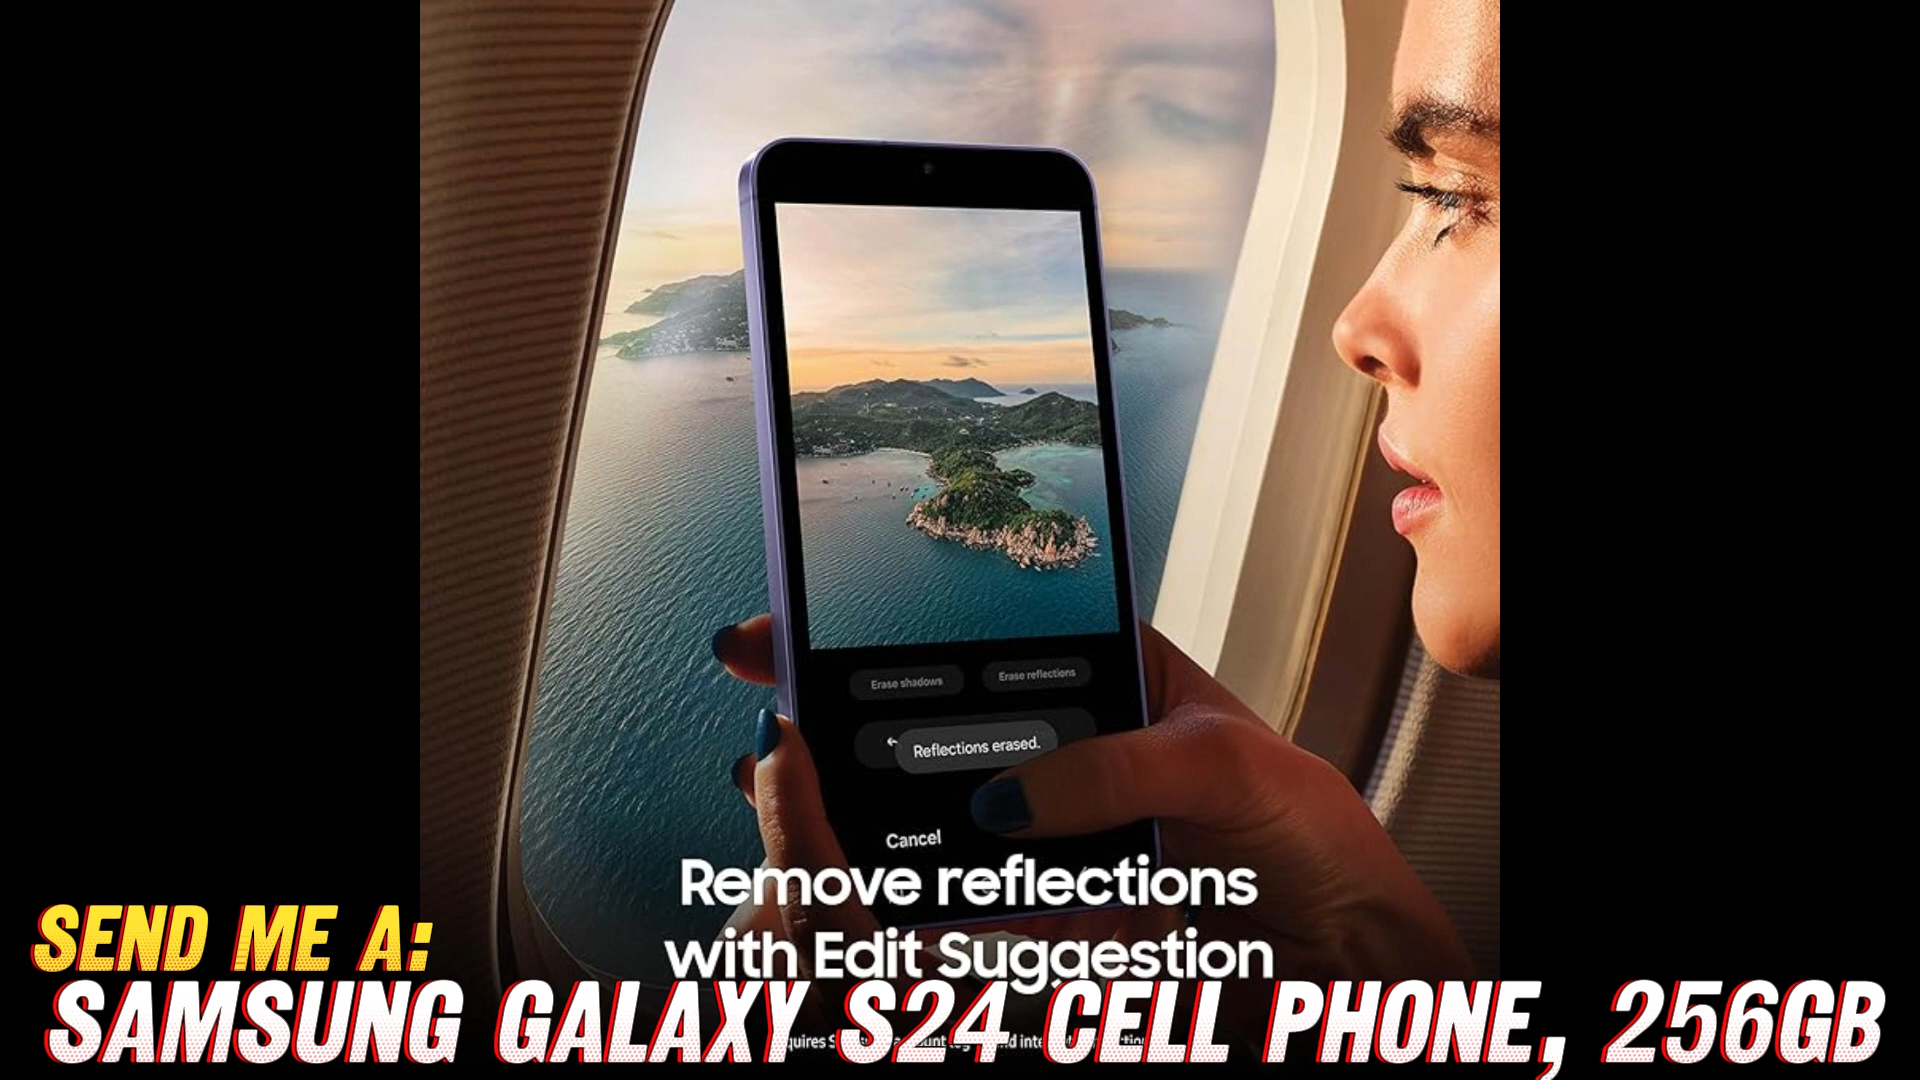 Erase shadows
Erase reflections
Reflections erased.
Cancel
Remove reflections
with Edit Suggestion
SEND ME A:
SAMSUNG GALAXY S24 CELL PHONE, 256GB